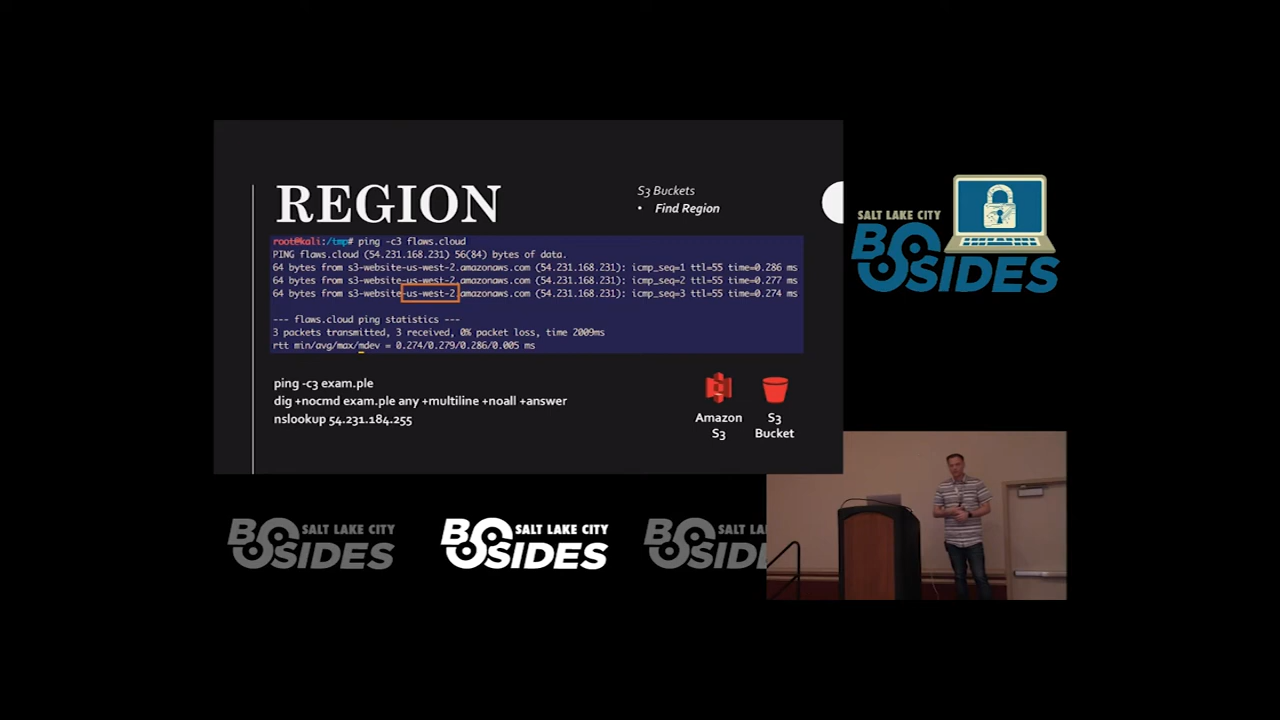 REGION
S3 Buckets
• Find Region
root@kali:/tmp# ping -c3 flaws.cloud
PING flaws.cloud (54.231.168.231) 56(84) bytes of data.
64 bytes from s3-website-us-west-2.amazonaws.com (54.231.168.231): icmp_seq=1 ttl=55 time=0.286 ms
64 bytes from s3-website-us-west-2.amazonaws.com (54.231.168.231): icmp_seq=2 ttl=55 time=0.277 ms
64 bytes from s3-website-us-west-2.amazonaws.com (54.231.168.231): icmp_seq=3 ttl=55 time=0.274 ms
--- flaws.cloud ping statistics ---
3 packets transmitted, 3 received, 0% packet loss, time 2009ms
rtt min/avg/max/mdev = 0.274/0.279/0.286/0.005 ms
ping -c3 exam.ple
dig +nocmd exam.ple any +multiline +noall +answer
nslookup 54.231.184.255
Amazon
S3
S3
Bucket
SALT LAKE CITY
BSIDES
SALT LAKE CITY
BSIDES
SALT LAKE CITY
BSIDES
SALT LAKE CIT
BSID